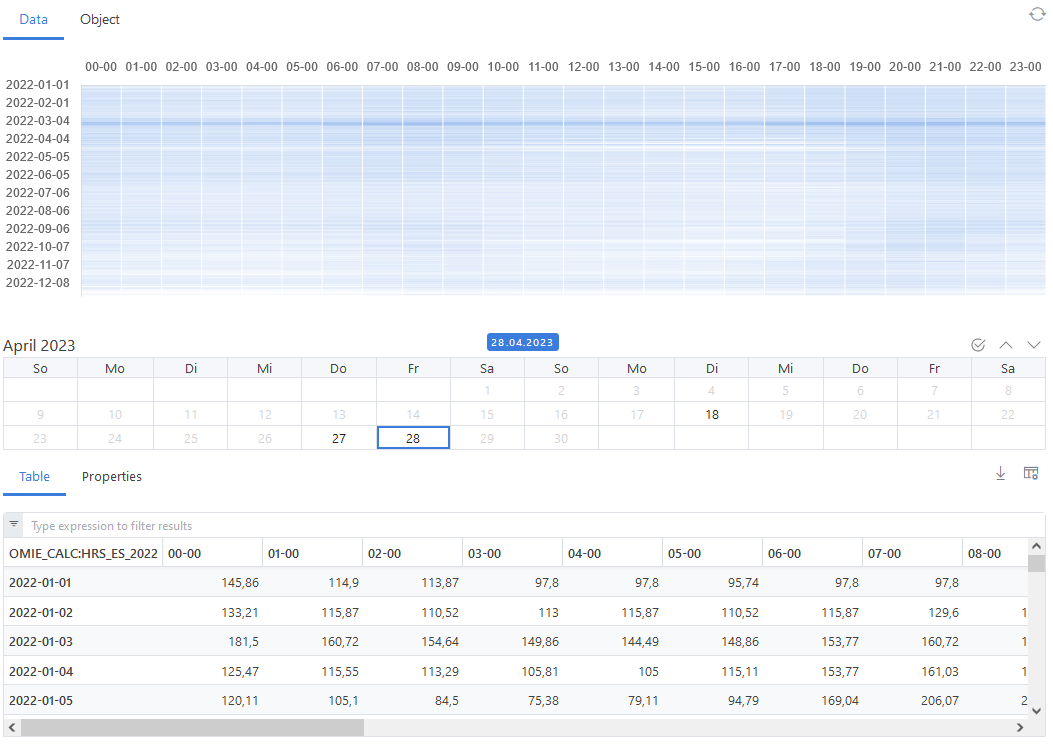 Data Object
00-00 01-00 02-00 03-00 04-00 05-00 06-00 07-00 08-00 09-00 10-00 11-00 12-00 13-00 14-00 15-00 16-00 17-00 18-00 19-00 20-00 21-00 22-00 23-00
2022-01-01
2022-02-01
2022-03-04
2022-04-04
2022-05-05
2022-06-05
2022-07-06
2022-08-06
2022-09-06
2022-10-07
2022-11-07
2022-12-08
April 2023 28.04.2023
So Mo Di Mi Do Fr Sa So Mo Di Mi Do Fr Sa
1 2 3 4 5 6 7 8
9 10 11 12 13 14 15 16 17 18 19 20 21 22
23 24 25 26 27 28 29 30
Table Properties
Type expression to filter results
OMIE_CALC:HRS_ES_2022 00-00 01-00 02-00 03-00 04-00 05-00 06-00 07-00 08-00
2022-01-01 145,86 114,9 113,87 97,8 97,8 95,74 97,8 97,8
2022-01-02 133,21 115,87 110,52 113 115,87 110,52 115,87 129,6 1
2022-01-03 181,5 160,72 154,64 149,86 144,49 148,86 153,77 160,72 1
2022-01-04 125,47 115,55 113,29 105,81 105 115,11 153,77 161,03 1
2022-01-05 120,11 105,1 84,5 75,38 79,11 94,79 169,04 206,07 2